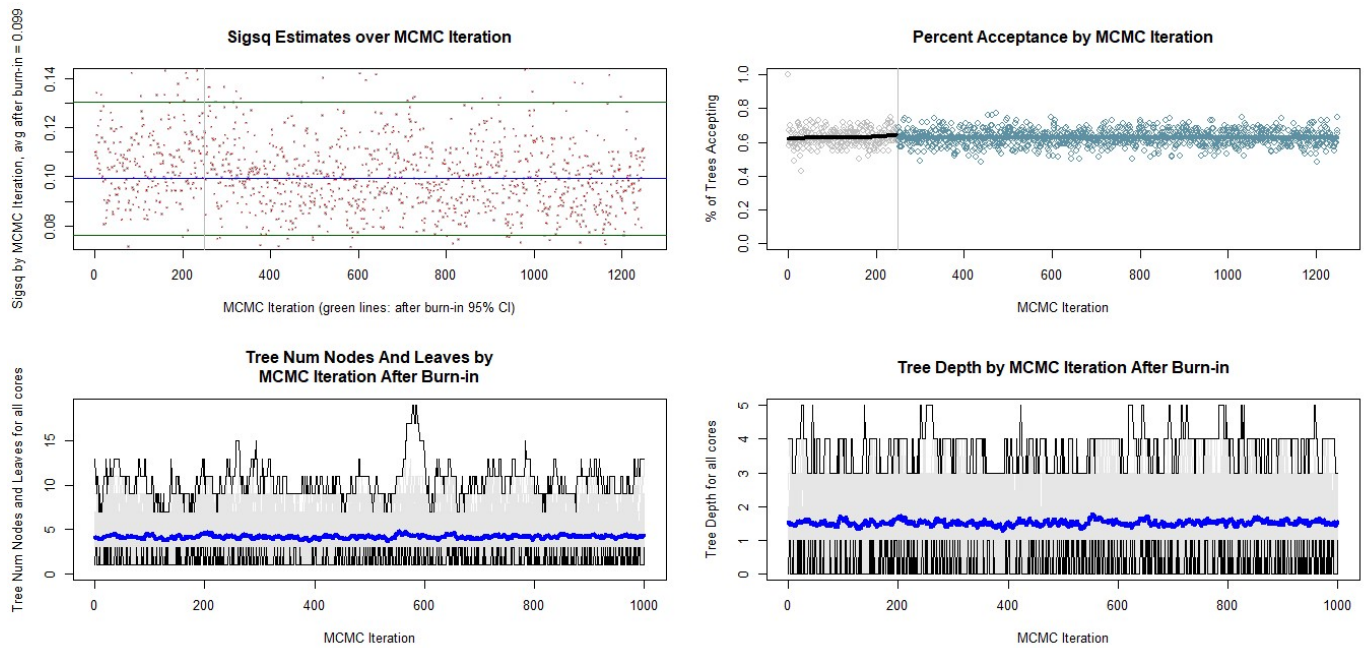 Sigsq Estimates over MCMC Iteration
Sigsq by MCMC Iteration, avg after burn-in = 0.099
0.14
0.12
0.10
0.08
0 200 400 600 800 1000 1200
MCMC Iteration (green lines: after burn-in 95% CI)
Percent Acceptance by MCMC Iteration
% of Trees Accepting
1.0
0.8
0.6
0.4
0.2
0.0
0 200 400 600 800 1000 1200
MCMC Iteration
Tree Num Nodes And Leaves by
MCMC Iteration After Burn-in
Tree Num Nodes and Leaves for all cores
15
10
5
0
0 200 400 600 800 1000
MCMC Iteration
Tree Depth by MCMC Iteration After Burn-in
Tree Depth for all cores
5
4
3
2
1
0
0 200 400 600 800 1000
MCMC Iteration